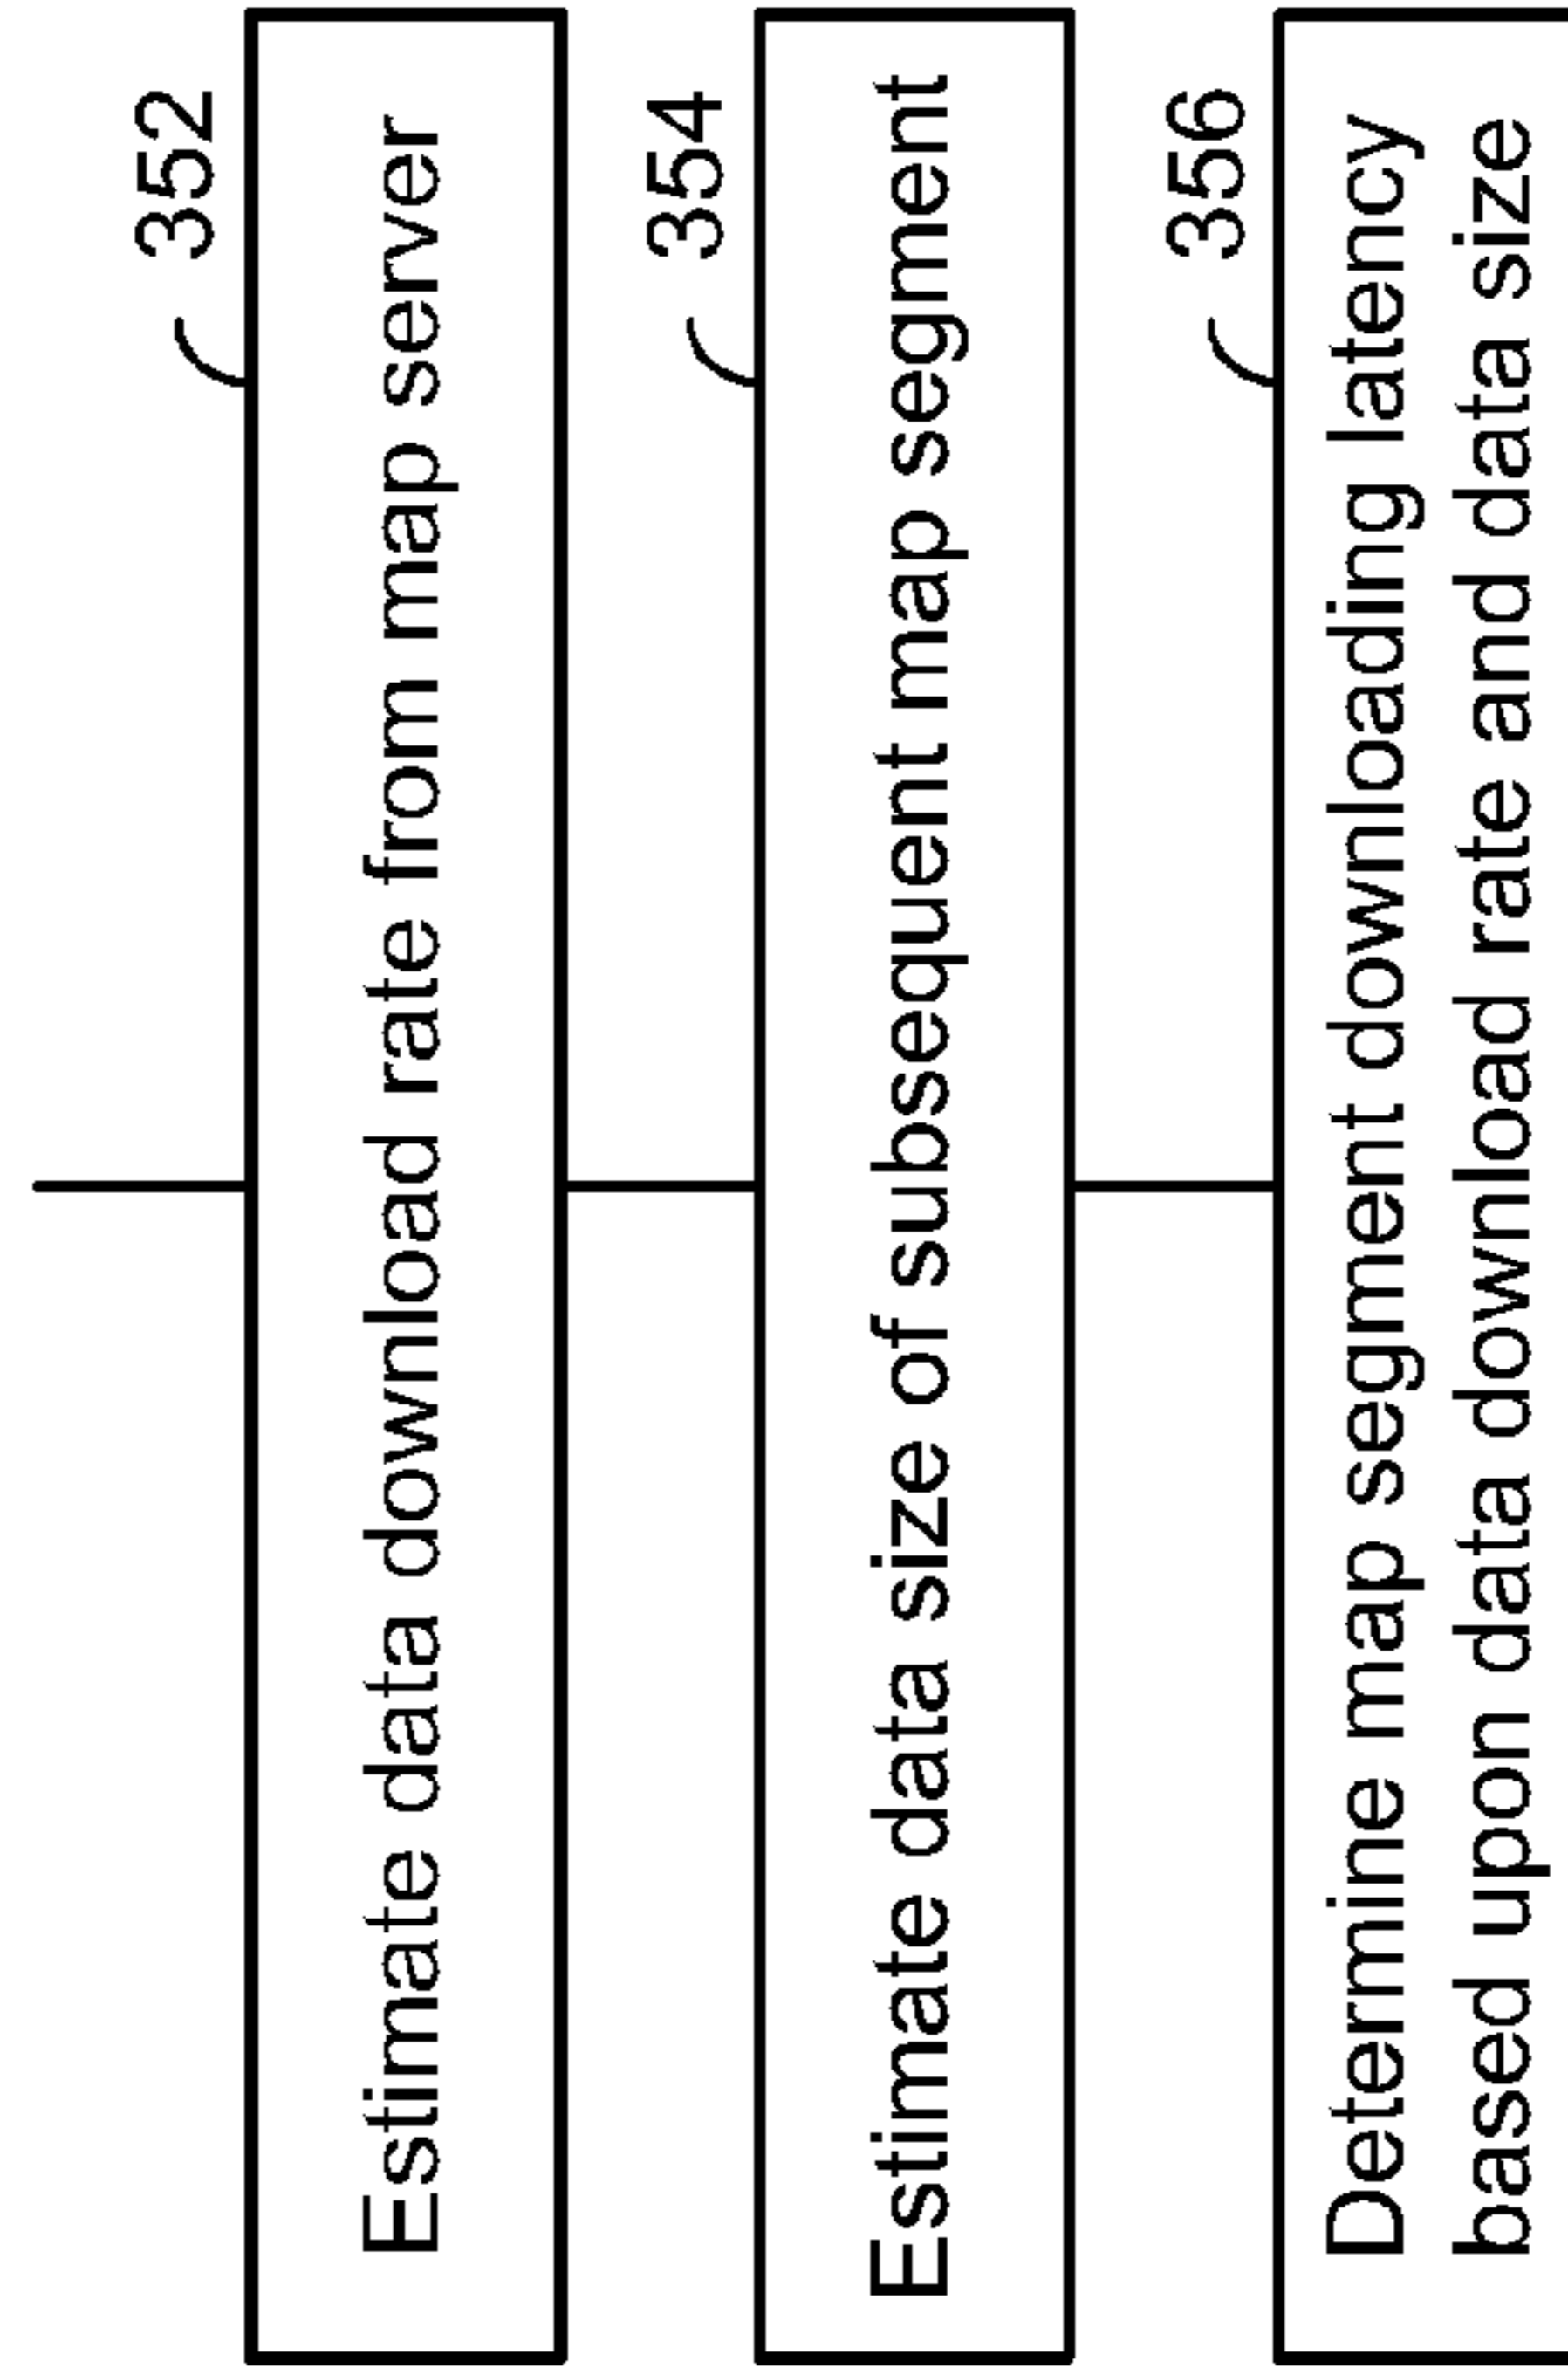 352
Estimate data download rate from map server
354
Estimate data size of subsequent map segment
356
Determine map segment downloading latency
based upon data download rate and data size